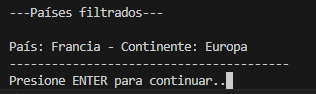 ---Países filtrados---
País: Francia - Continente: Europa
----------------------------------------
Presione ENTER para continuar..